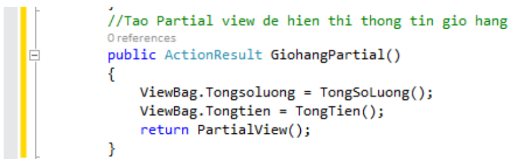 //Tao Partial view de hien thi thong tin gio hang
0 references
public ActionResult GiohangPartial()
{
ViewBag.Tongsoluong = TongSoLuong();
ViewBag.Tongtien = TongTien();
return PartialView();
}